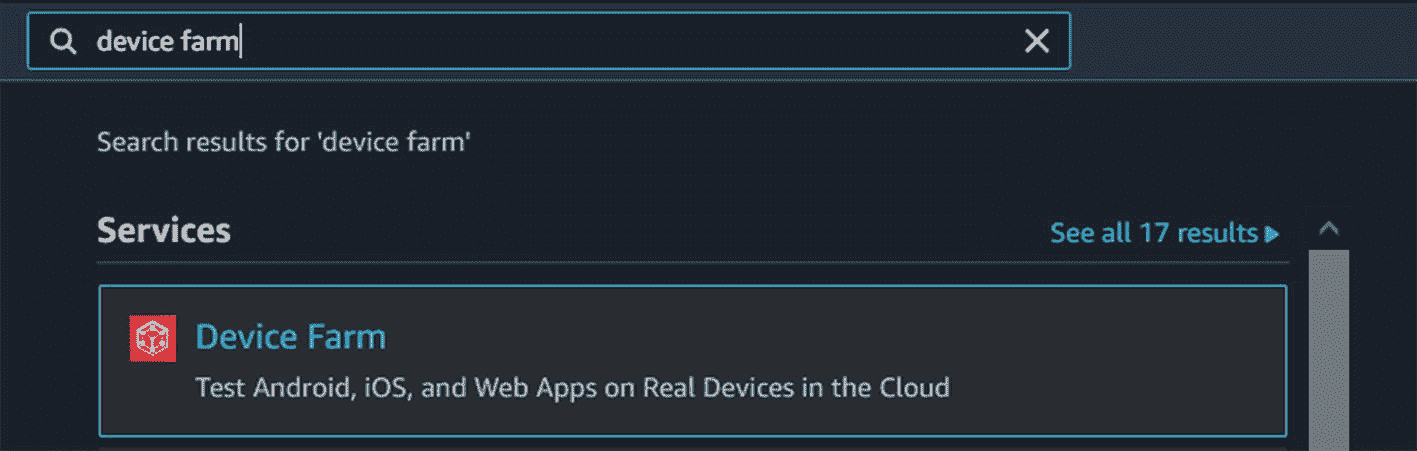 device farm
Search results for 'device farm'
Services
See all 17 results
Device Farm
Test Android, iOS, and Web Apps on Real Devices in the Cloud